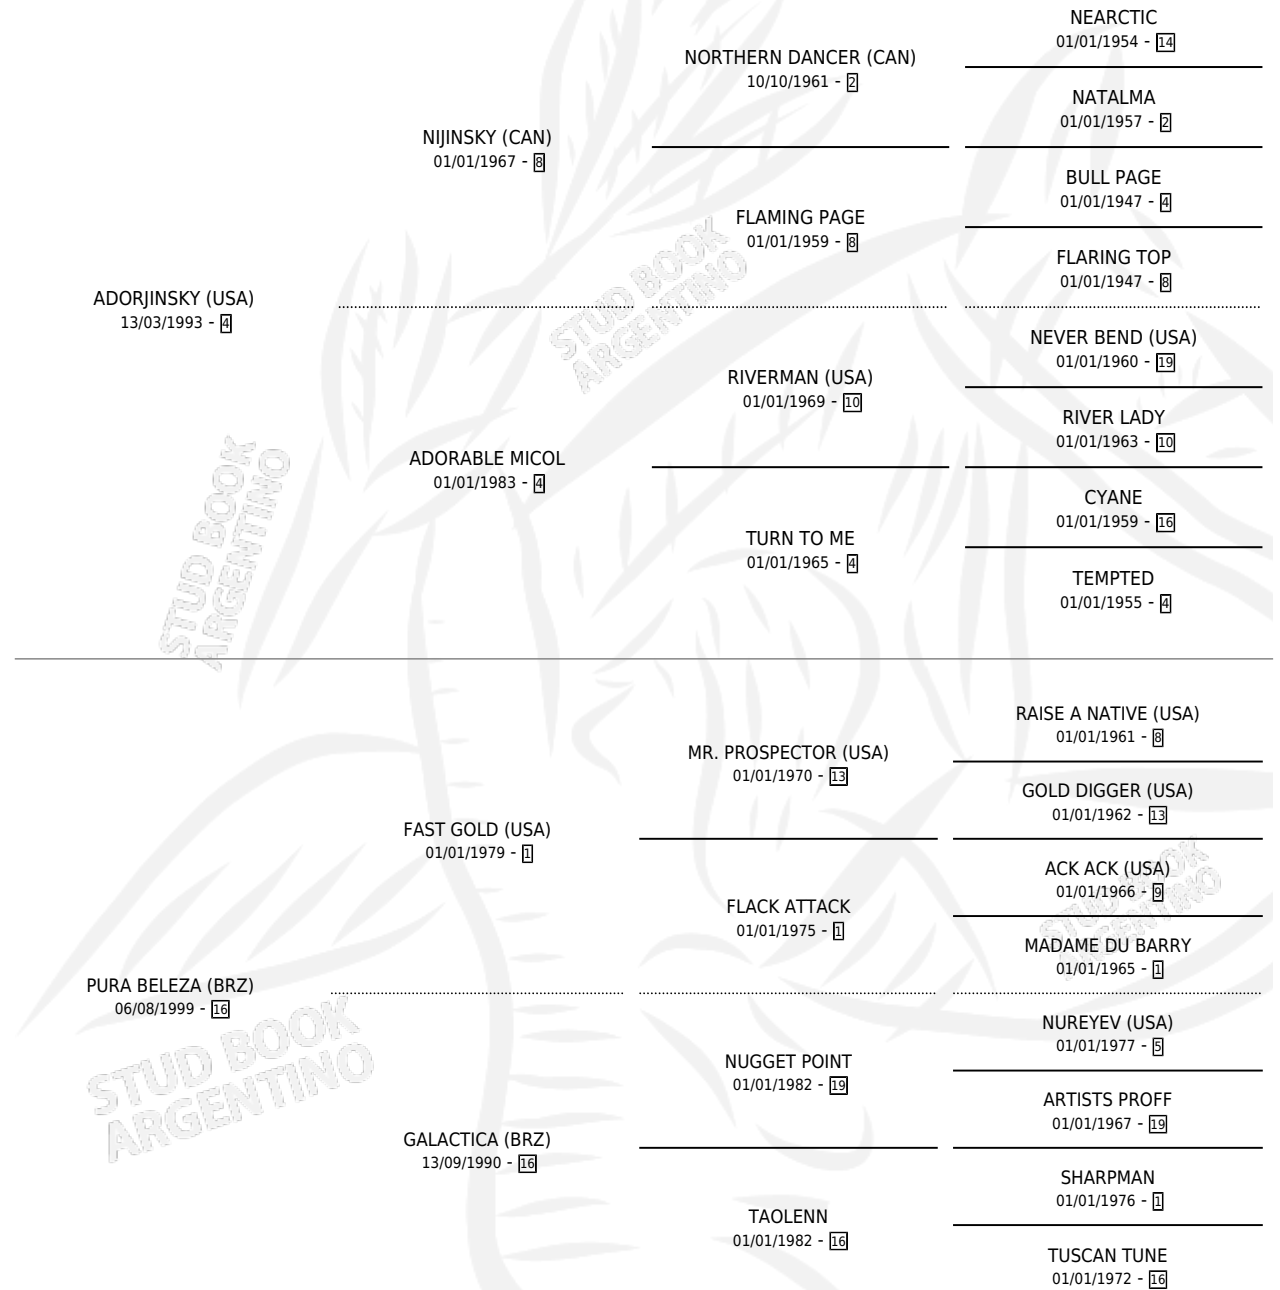 NEARCTIC
01/01/1954 - 14
NORTHERN DANCER (CAN)
10/10/1961 - 2
NATALMA
01/01/1957 - 2
NIJINSKY (CAN)
01/01/1967 - 8
BULL PAGE
01/01/1947 - 4
FLAMING PAGE
01/01/1959 - 8
FLARING TOP
01/01/1947 - 8
ADORJINSKY (USA)
13/03/1993 - 4
NEVER BEND (USA)
01/01/1960 - 19
RIVERMAN (USA)
01/01/1969 - 10
RIVER LADY
01/01/1963 - 10
ADORABLE MICOL
01/01/1983 - 4
CYANE
01/01/1959 - 16
TURN TO ME
01/01/1965 - 4
TEMPTED
01/01/1955 - 4
STUD BOOK
ARGENTINO
STUD BOOK
ARGENTINO
RAISE A NATIVE (USA)
01/01/1961 - 8
MR. PROSPECTOR (USA)
01/01/1970 - 13
GOLD DIGGER (USA)
01/01/1962 - 13
FAST GOLD (USA)
01/01/1979 - 1
ACK ACK (USA)
01/01/1966 - 9
FLACK ATTACK
01/01/1975 - 1
MADAME DU BARRY
01/01/1965 - 1
PURA BELEZA (BRZ)
06/08/1999 - 16
NUREYEV (USA)
01/01/1977 - 5
NUGGET POINT
01/01/1982 - 19
ARTISTS PROFF
01/01/1967 - 19
GALACTICA (BRZ)
13/09/1990 - 16
SHARPMAN
01/01/1976 - 1
TAOLENN
01/01/1982 - 16
TUSCAN TUNE
01/01/1972 - 16
STUD BOOK
ARGENTINO
STUD BOOK
ARGENTINO